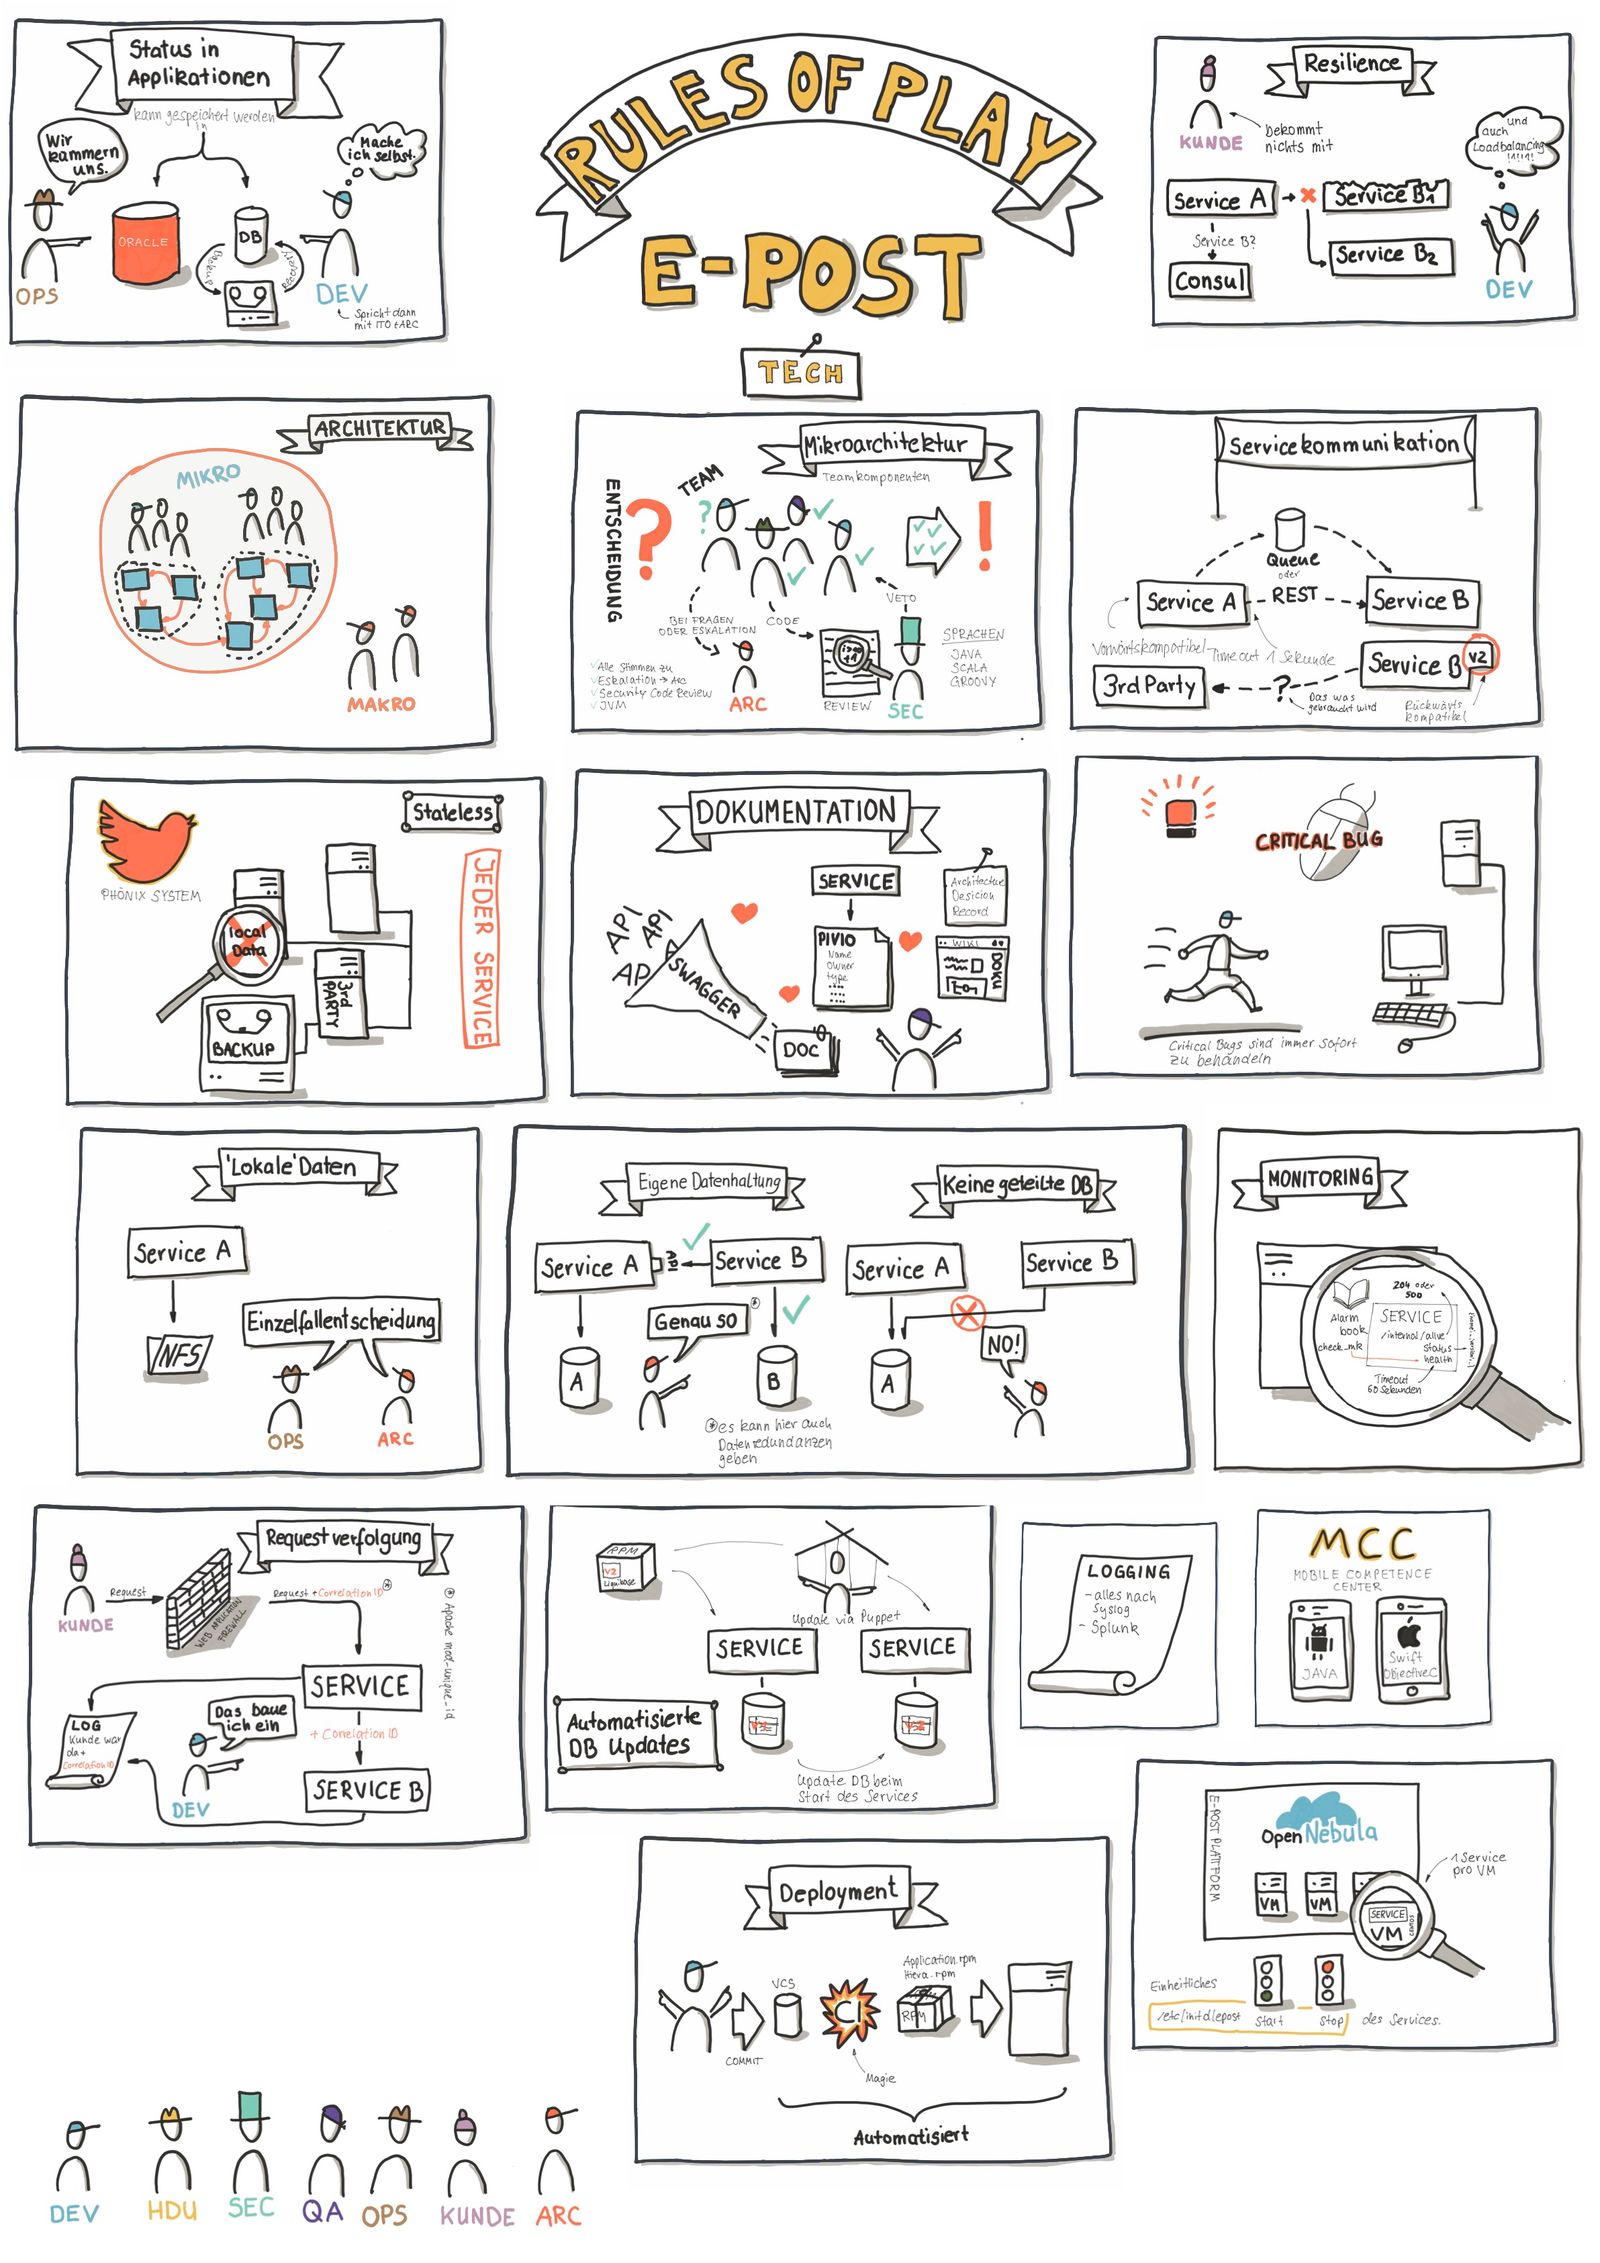 RULES OF PLAY
E-POST
TECH
Status in
Applikationen
kann gespeichert werden
in
Wir
kümmern
uns.
Mache
ich selbst.
ORACLE
DB
Backup
Recovery
OPS
DEV
Spricht dann
mit ITO + ARC
Resilience
KUNDE
bekommt
nichts mit
und
auch
Loadbalancing
!1!1!
Service A
Service B1
Service B?
Service B2
Consul
DEV
ARCHITEKTUR
MIKRO
MAKRO
Mikroarchitektur
Teamkomponenten
ENTSCHEIDUNG
TEAM
?
?
!
BEI FRAGEN
ODER ESKALATION
CODE
VETO
Alle Stimmen zu
Eskalation → Arc
Security Code Review
JVM
ARC
REVIEW
SEC
SPRACHEN
JAVA
SCALA
GROOVY
Servicekommunikation
Queue
oder
REST
Service A
Service B
Vorwärtskompatibel
Timeout 1 Sekunde
Service B
v2
3rd Party
?
Das was
gebraucht wird
Rückwärts
kompatibel
Stateless
PHÖNIX SYSTEM
local
Data
3rd
PARTY
BACKUP
JEDER SERVICE
DOKUMENTATION
SERVICE
Architecture
Desicion
Record
API
API
API
SWAGGER
PIVIO
Name
Owner
type
WIKI
DOKU
DOC
CRITICAL BUG
Critical Bugs sind immer sofort
zu behandeln
'Lokale' Daten
Service A
NFS
Einzelfallentscheidung
OPS
ARC
Eigene Datenhaltung
Service A
Service B
Genau so
A
B
es kann hier auch
Datenredundanzen
geben
Keine geteilte DB
Service A
Service B
NO!
A
MONITORING
204 oder
500
Alarm
book
check_mk
SERVICE
/internal/alive
status
health
Timeout
60 Sekunden
Requestverfolgung
KUNDE
Request
WEB APPLICATION
FIREWALL
Request + Correlation ID
Apache mod-unique_id
SERVICE
+ Correlation ID
SERVICE B
LOG
Kunde war
da +
Correlation ID
Das baue
ich ein
DEV
RPM
V2
Liquibase
Update via Puppet
SERVICE
SERVICE
Automatisierte
DB Updates
Update DB beim
Start des Services
LOGGING
- alles nach
Syslog
- Splunk
MCC
MOBILE COMPETENCE
CENTER
JAVA
Swift
ObjectiveC
Deployment
VCS
Application.rpm
Hiera.rpm
CI
RPM
COMMIT
Magie
Automatisiert
E-POST PLATTFORM
OpenNebula
VM
VM
SERVICE
VM
CENTOS
1 Service
pro VM
Einheitliches
/etc/init.d/epost
Start
Stop
des Services.
DEV
HDU
SEC
QA
OPS
KUNDE
ARC